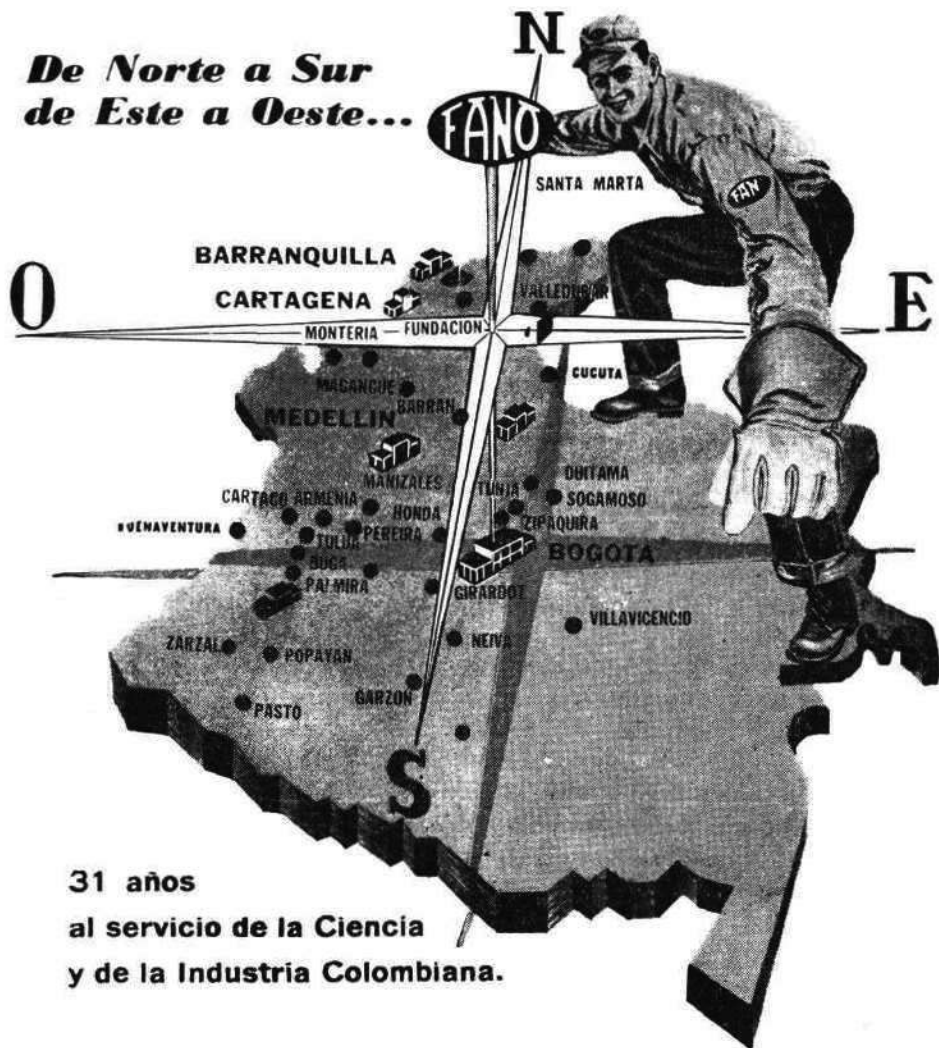 N
De Norte a Sur
de Este a Oeste...
FANO
SANTA MARTA
FAN
BARRANQUILLA
O
CARTAGENA
VALLEDUPAR
E
MONTERIA
FUNDACION
CUCUTA
MAGANGUE
BARRAN
MEDELLIN
MANIZALES
DUITAMA
TUNJA
SOGAMOSO
CARTAGO ARMENIA
HONDA
ZIPAQUIRA
BUENAVENTURA
PEREIRA
TULUA
BOGOTA
BUGA
PALMIRA
GIRARDOT
VILLAVICENCIO
ZARZAL
NEIVA
POPAYAN
GARZON
PASTO
S
31 años
al servicio de la Ciencia
y de la Industria Colombiana.